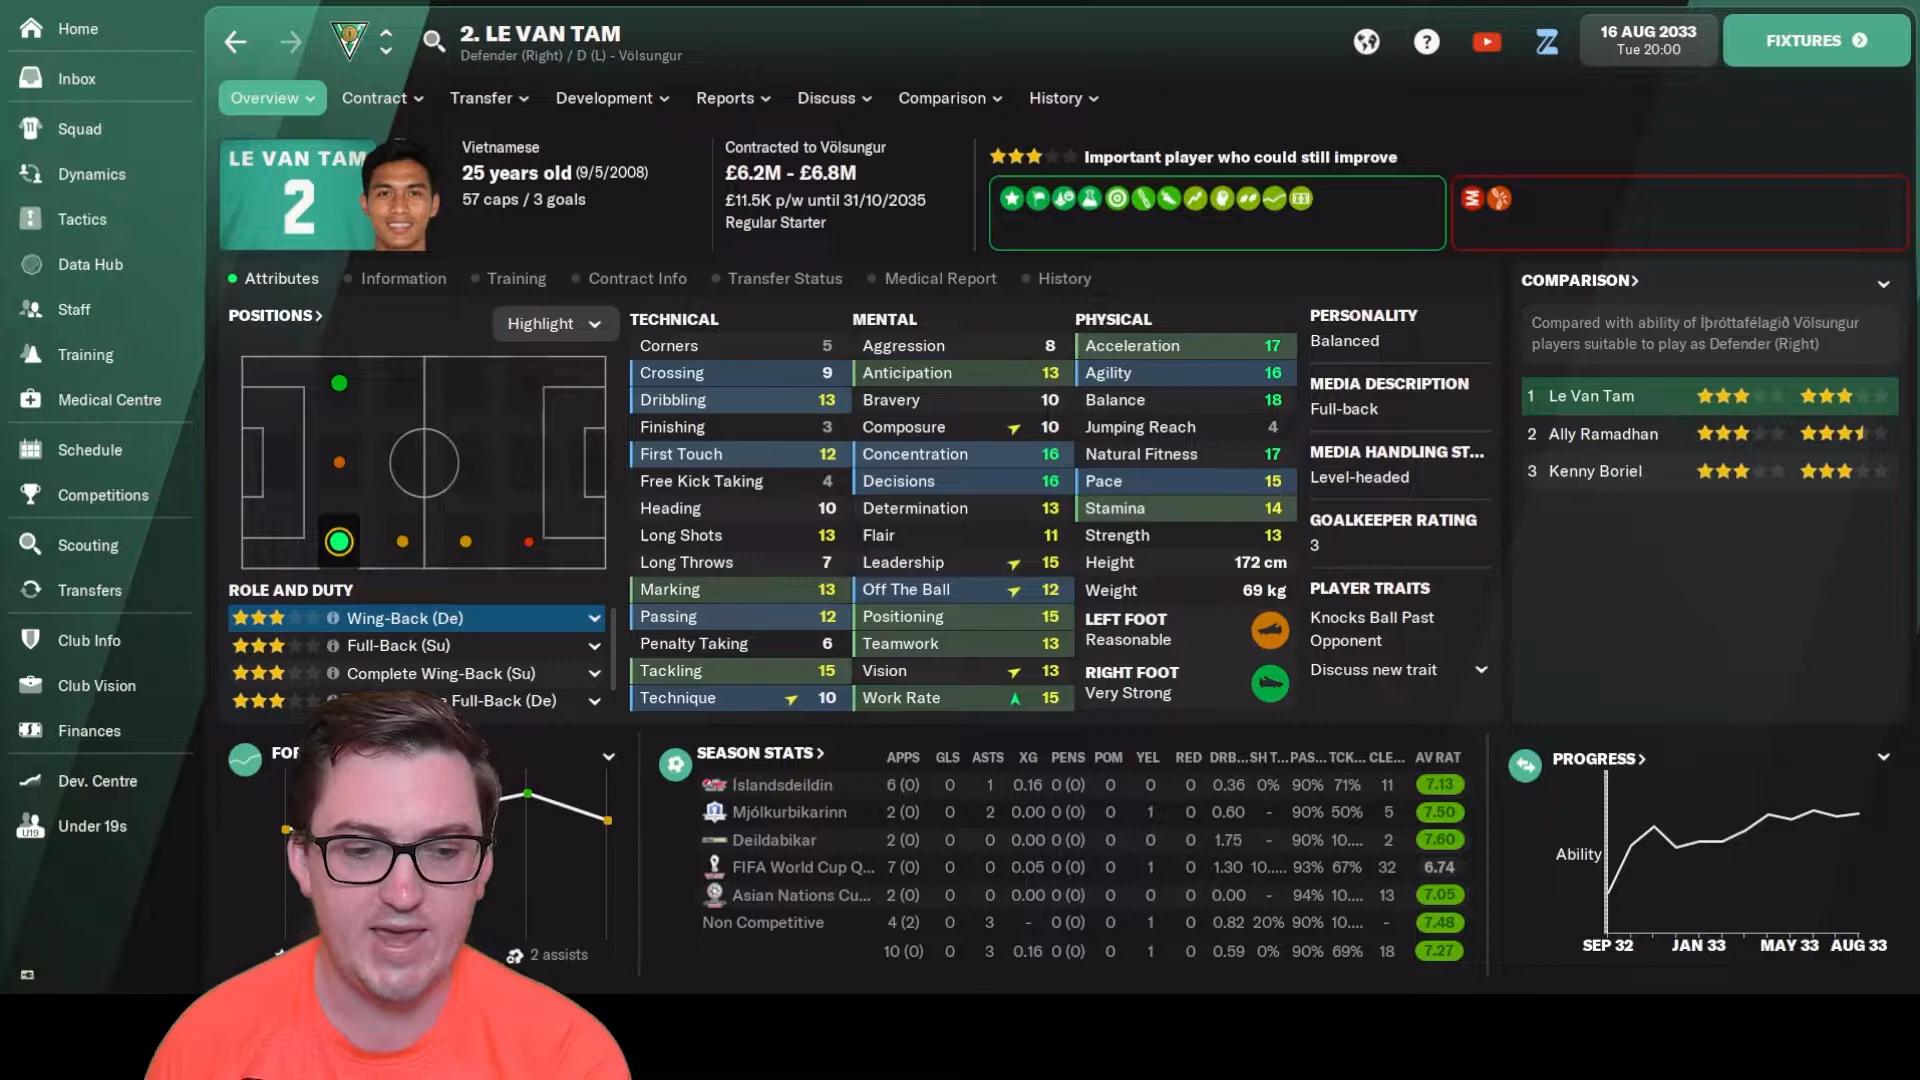 Home
Inbox
Squad
Dynamics
Tactics
Data Hub
Staff
Training
Medical Centre
Schedule
Competitions
Scouting
Transfers
Club Info
Club Vision
Finances
Dev. Centre
U19 Under 19s
2. LE VAN TAM
Defender (Right) / D (L) - Völsungur
16 AUG 2033
Tue 20:00
FIXTURES
Overview Contract Transfer Development Reports Discuss Comparison History
LE VAN TAM
2
Vietnamese
25 years old (9/5/2008)
57 caps / 3 goals
Contracted to Völsungur
£6.2M - £6.8M
£11.5K p/w until 31/10/2035
Regular Starter
Important player who could still improve
Attributes Information Training Contract Info Transfer Status Medical Report History
POSITIONS
Highlight
ROLE AND DUTY
Wing-Back (De)
Full-Back (Su)
Complete Wing-Back (Su)
Full-Back (De)
TECHNICAL
Corners 5
Crossing 9
Dribbling 13
Finishing 3
First Touch 12
Free Kick Taking 4
Heading 10
Long Shots 13
Long Throws 7
Marking 13
Passing 12
Penalty Taking 6
Tackling 15
Technique 10
MENTAL
Aggression 8
Anticipation 13
Bravery 10
Composure 10
Concentration 16
Decisions 16
Determination 13
Flair 11
Leadership 15
Off The Ball 12
Positioning 15
Teamwork 13
Vision 13
Work Rate 15
PHYSICAL
Acceleration 17
Agility 16
Balance 18
Jumping Reach 4
Natural Fitness 17
Pace 15
Stamina 14
Strength 13
Height 172 cm
Weight 69 kg
LEFT FOOT
Reasonable
RIGHT FOOT
Very Strong
PERSONALITY
Balanced
MEDIA DESCRIPTION
Full-back
MEDIA HANDLING ST...
Level-headed
GOALKEEPER RATING
3
PLAYER TRAITS
Knocks Ball Past
Opponent
Discuss new trait
COMPARISON
Compared with ability of Íþróttafélagið Völsungur
players suitable to play as Defender (Right)
1 Le Van Tam
2 Ally Ramadhan
3 Kenny Boriel
FO
2 assists
SEASON STATS
APPS GLS ASTS XG PENS POM YEL RED DRB... SH T... PAS... TCK... CLE... AV RAT
Íslandsdeildin 6 (0) 0 1 0.16 0 (0) 0 0 0 0.36 0% 90% 71% 11 7.13
Mjólkurbikarinn 2 (0) 0 2 0.00 0 (0) 0 1 0 0.60 - 90% 50% 5 7.50
Deildabikar 2 (0) 0 0 0.00 0 (0) 0 0 0 1.75 - 90% 10.... 2 7.60
FIFA World Cup Q... 7 (0) 0 0 0.05 0 (0) 0 1 0 1.30 10..... 93% 67% 32 6.74
Asian Nations Cu... 2 (0) 0 0 0.00 0 (0) 0 0 0 0.00 - 94% 10.... 13 7.05
Non Competitive 4 (2) 0 3 - 0 (0) 0 1 0 0.82 20% 90% 10.... - 7.48
10 (0) 0 3 0.16 0 (0) 0 1 0 0.59 0% 90% 69% 18 7.27
PROGRESS
Ability
SEP 32 JAN 33 MAY 33 AUG 33